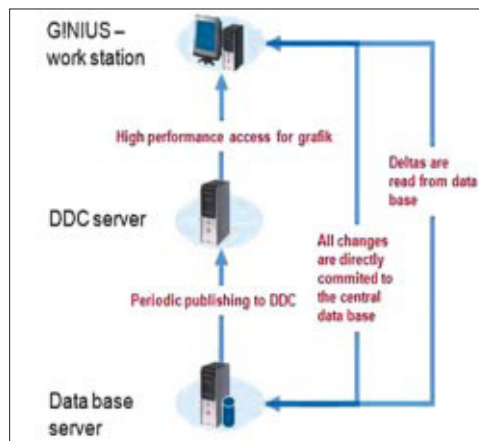 G!NIUS –
work station
High performance access for grafik
Deltas are
read from data
base
DDC server
All changes
are directly
commited to
the central
data base
Periodic publishing to DDC
Data base
server